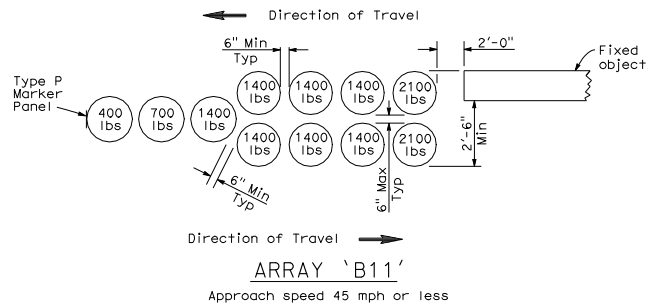 Direction of Travel
6" Min
Typ
2'-0"
Fixed
object
Type P
Marker
Panel
1400
lbs
1400
lbs
1400
lbs
2100
lbs
400
lbs
700
lbs
1400
lbs
1400
lbs
1400
lbs
1400
lbs
2100
lbs
2'-6"
Min
6" Min
Typ
6" Max
Typ
Direction of Travel
ARRAY 'B11'
Approach speed 45 mph or less